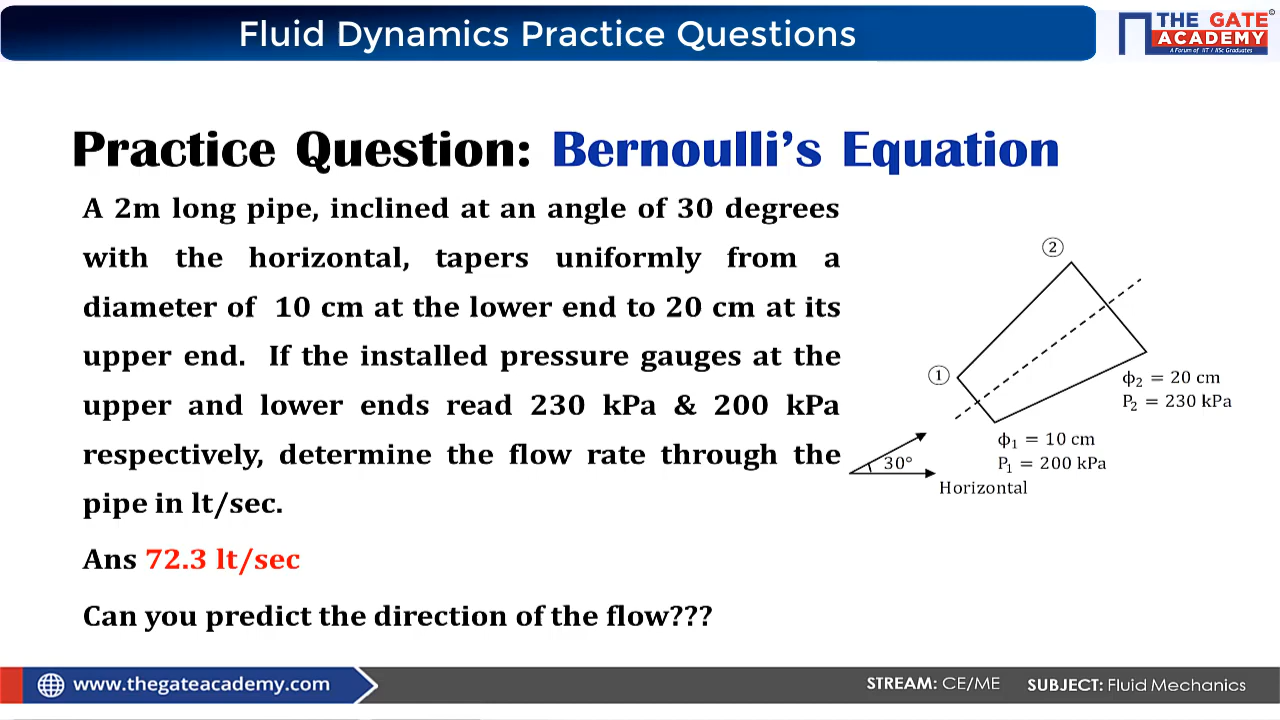 Fluid Dynamics Practice Questions
THE GATE©
ACADEMY
A Forum of IIT / IISc Graduates
Practice Question: Bernoulli's Equation
A 2m long pipe, inclined at an angle of 30 degrees
with the horizontal, tapers uniformly from a
diameter of 10 cm at the lower end to 20 cm at its
upper end. If the installed pressure gauges at the
upper and lower ends read 230 kPa & 200 kPa
respectively, determine the flow rate through the
pipe in lt/sec.
Ans 72.3 lt/sec
Can you predict the direction of the flow???
②
①
ϕ₂ = 20 cm
P₂ = 230 kPa
ϕ₁ = 10 cm
P₁ = 200 kPa
30°
Horizontal
www.thegateacademy.com
STREAM: CE/ME SUBJECT: Fluid Mechanics